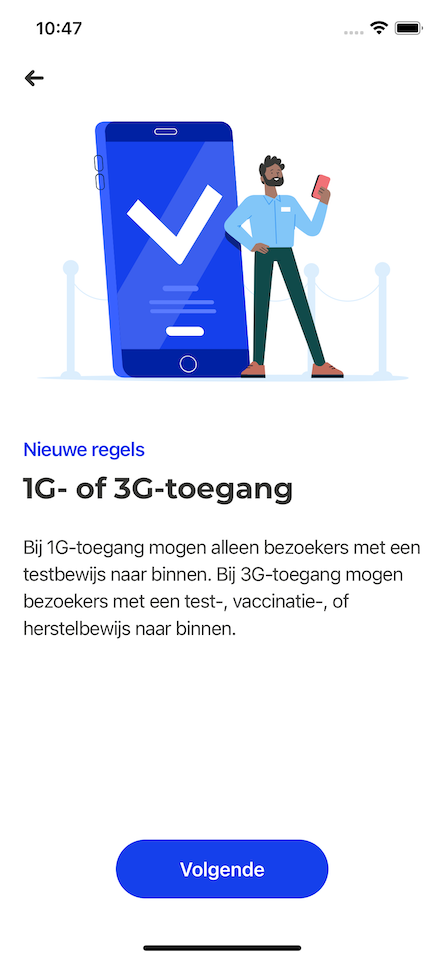 10:47
Nieuwe regels
1G- of 3G-toegang
Bij 1G-toegang mogen alleen bezoekers met een
testbewijs naar binnen. Bij 3G-toegang mogen
bezoekers met een test-, vaccinatie-, of
herstelbewijs naar binnen.
Volgende